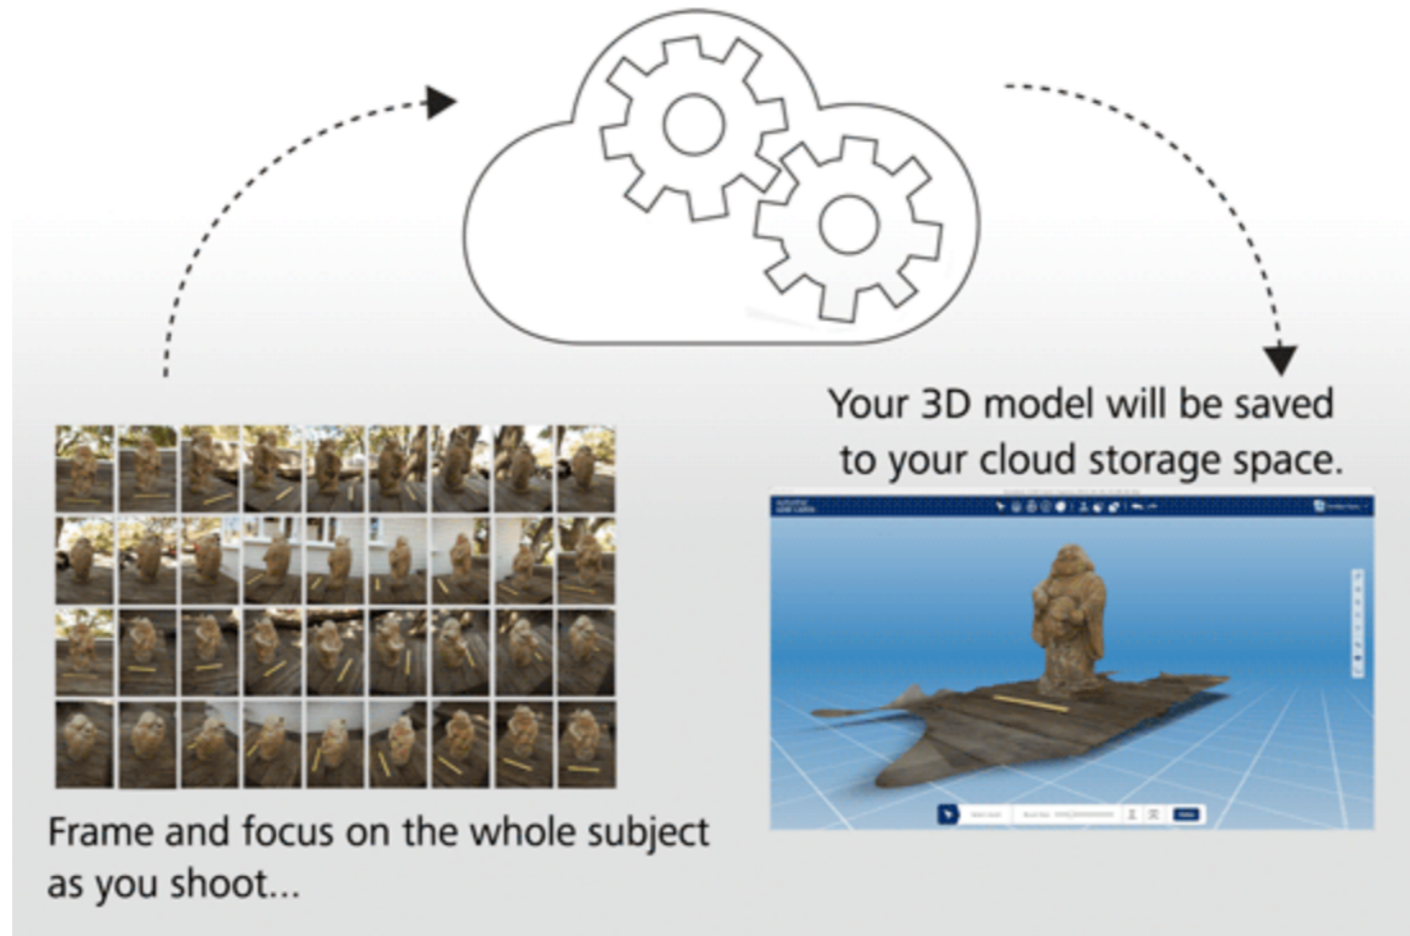 Your 3D model will be saved
to your cloud storage space.
Frame and focus on the whole subject
as you shoot...